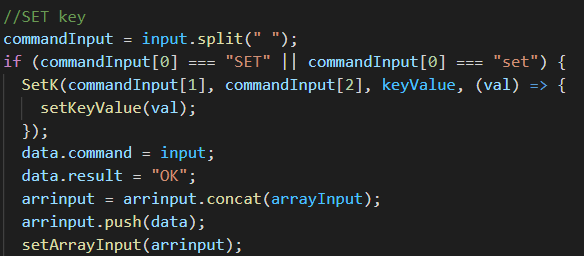 //SET key
commandInput = input.split(" ");
if (commandInput[0] === "SET" || commandInput[0] === "set") {
  SetK(commandInput[1], commandInput[2], keyValue, (val) => {
    setKeyValue(val);
  });
  data.command = input;
  data.result = "OK";
  arrinput = arrinput.concat(arrayInput);
  arrinput.push(data);
  setArrayInput(arrinput);